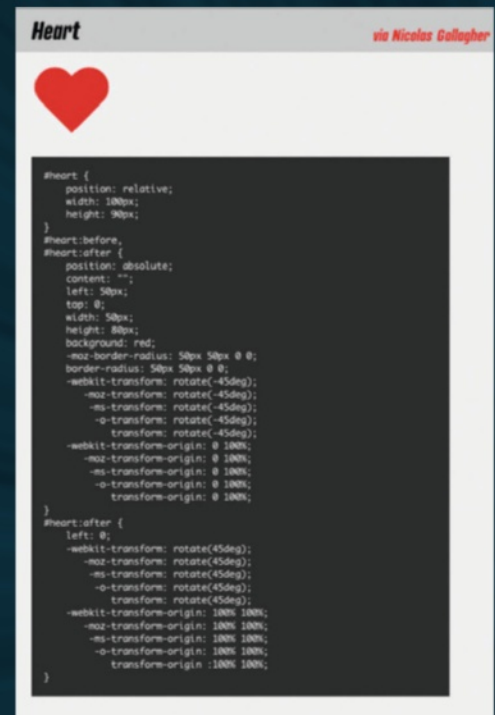 Heart
via Nicolas Gallagher
#heart {
position: relative;
width: 100px;
height: 90px;
}
#heart:before,
#heart:after {
position: absolute;
content: "";
left: 50px;
top: 0;
width: 50px;
height: 80px;
background: red;
-moz-border-radius: 50px 50px 0 0;
border-radius: 50px 50px 0 0;
-webkit-transform: rotate(-45deg);
-moz-transform: rotate(-45deg);
-ms-transform: rotate(-45deg);
-o-transform: rotate(-45deg);
transform: rotate(-45deg);
-webkit-transform-origin: 0 100%;
-moz-transform-origin: 0 100%;
-ms-transform-origin: 0 100%;
-o-transform-origin: 0 100%;
transform-origin: 0 100%;
}
#heart:after {
left: 0;
-webkit-transform: rotate(45deg);
-moz-transform: rotate(45deg);
-ms-transform: rotate(45deg);
-o-transform: rotate(45deg);
transform: rotate(45deg);
-webkit-transform-origin: 100% 100%;
-moz-transform-origin: 100% 100%;
-ms-transform-origin: 100% 100%;
-o-transform-origin: 100% 100%;
transform-origin :100% 100%;
}